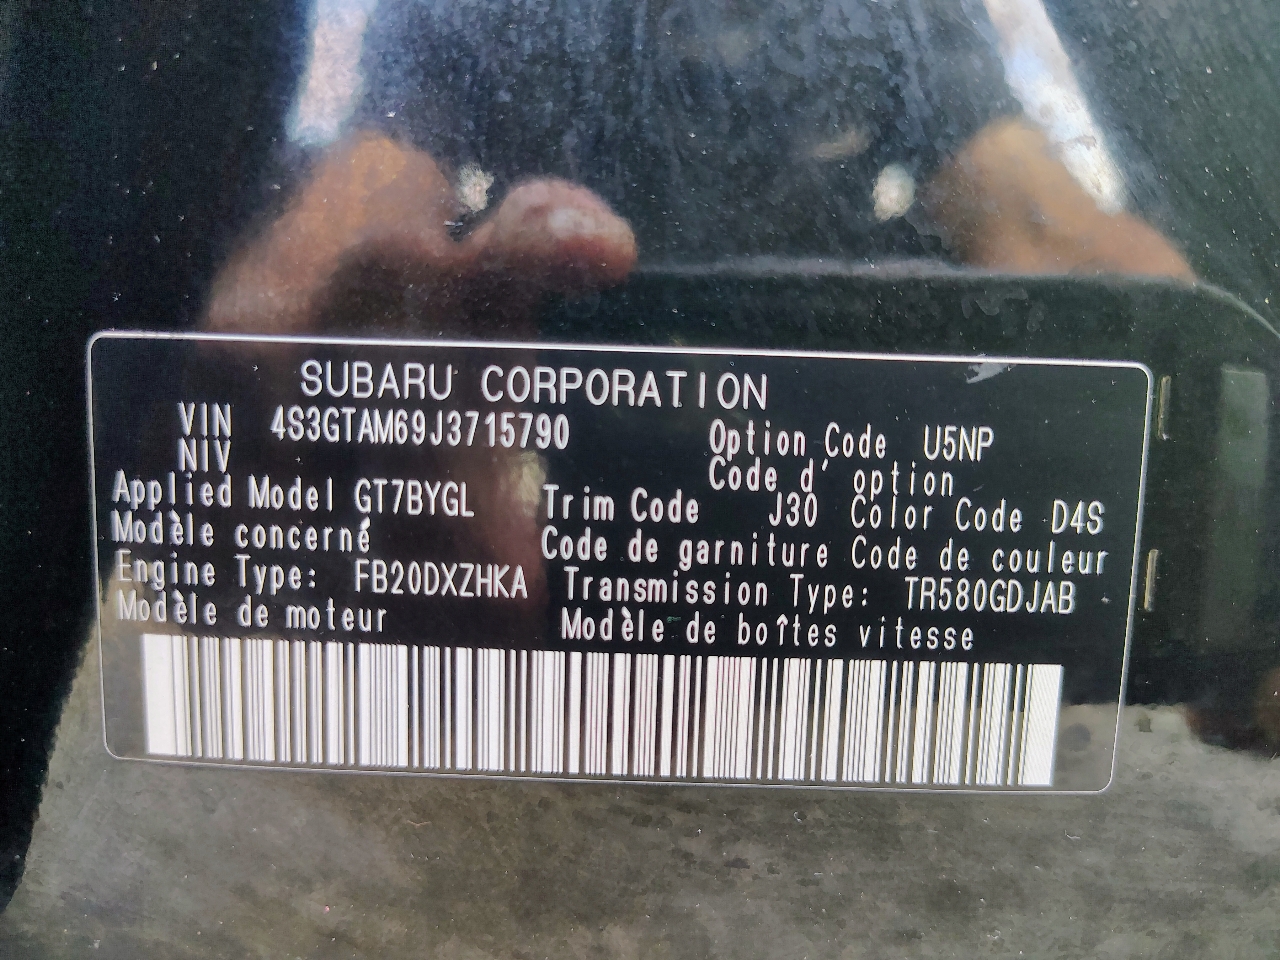 SUBARU CORPORATION
VIN 4S3GTAM69J3715790 Option Code U5NP
NIV Code d' option
Applied Model GT7BYGL Trim Code J30 Color Code D4S
Modèle concerné Code de garniture Code de couleur
Engine Type: FB20DXZHKA Transmission Type: TR580GDJAB
Modèle de moteur Modèle de boîtes vitesse